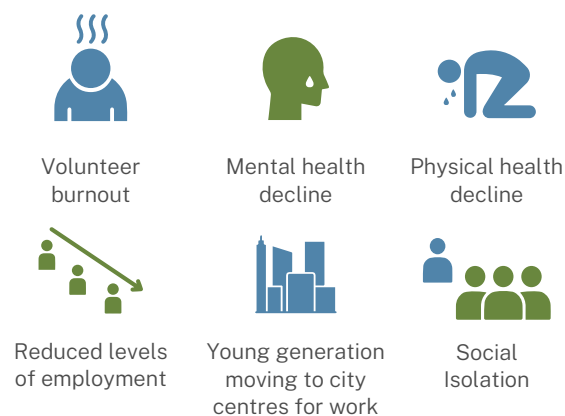 Volunteer
burnout
Mental health
decline
Physical health
decline
Reduced levels
of employment
Young generation
moving to city
centres for work
Social
Isolation